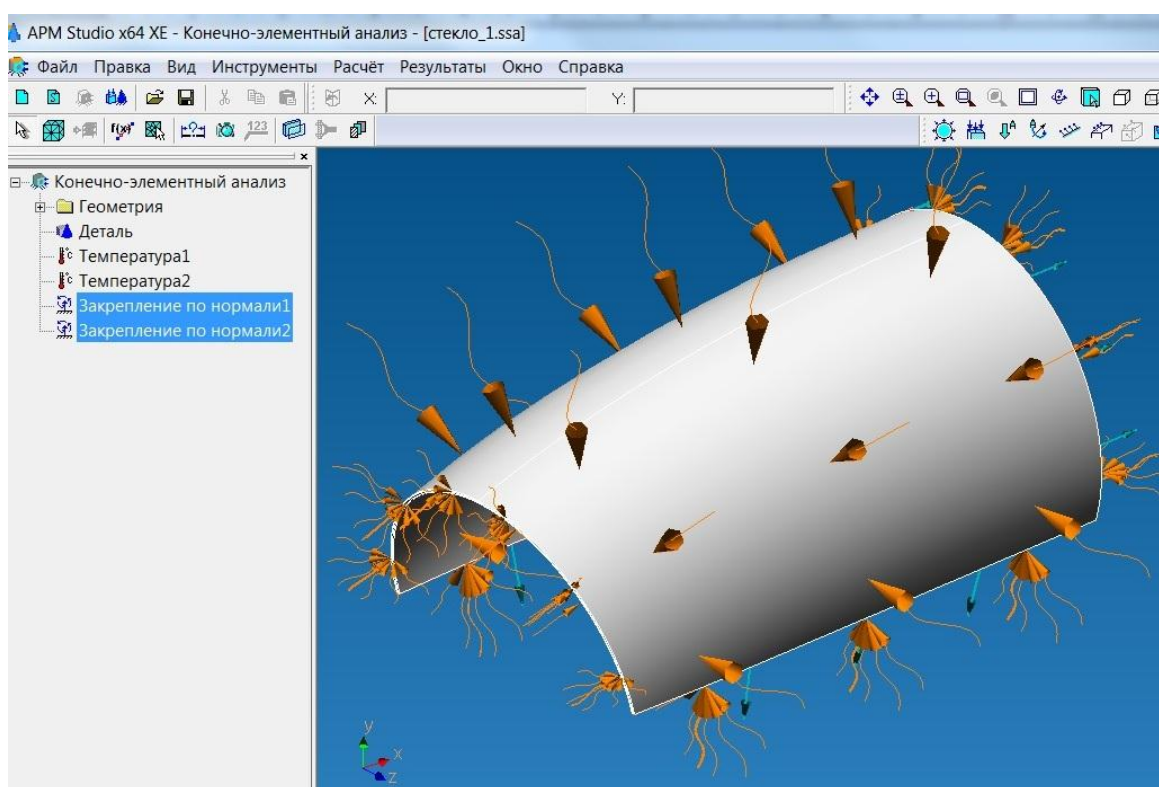 APM Studio x64 XE - Конечно-элементный анализ - [стекло_1.ssa]
Файл Правка Вид Инструменты Расчёт Результаты Окно Справка
X: Y:
f(x) 123
Конечно-элементный анализ
Геометрия
Деталь
Температура1
Температура2
Закрепление по нормали1
Закрепление по нормали2
y
x
z